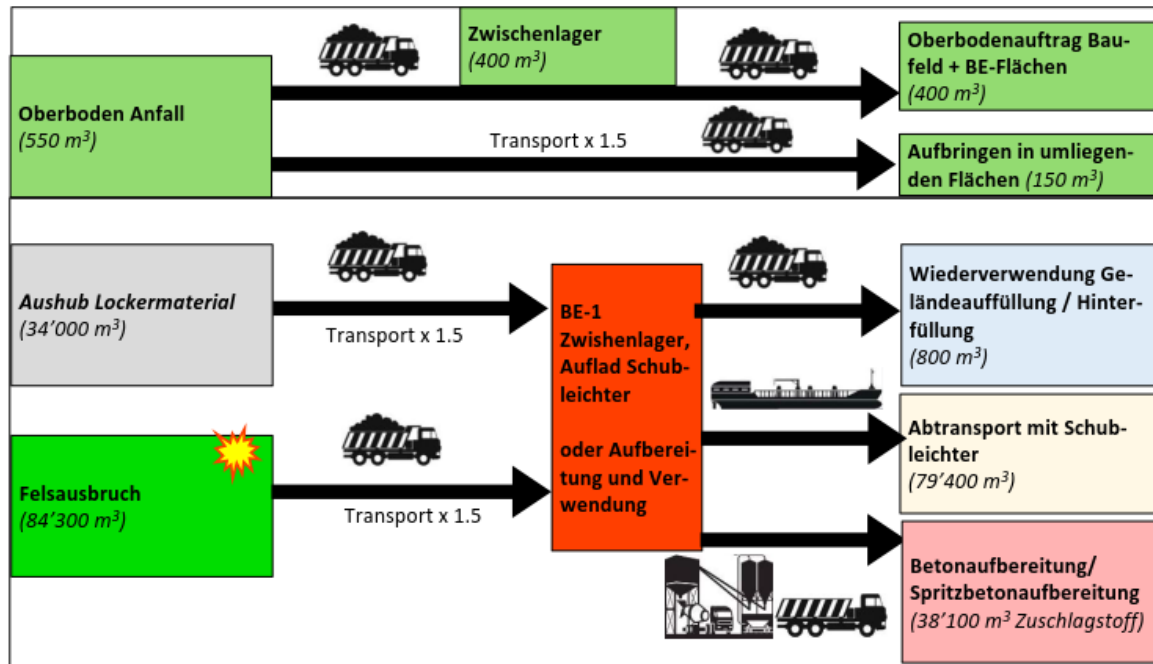 Zwischenlager
(400 m³)
Oberbodenauftrag Bau-
feld + BE-Flächen
(400 m³)
Oberboden Anfall
(550 m³)
Transport x 1.5
Aufbringen in umliegen-
den Flächen (150 m³)
Aushub Lockermaterial
(34’000 m³)
Transport x 1.5
BE-1
Zwishenlager,
Auflad Schub-
leichter
oder Aufberei-
tung und Ver-
wendung
Wiederverwendung Ge-
ländeauffüllung / Hinter-
füllung
(800 m³)
Felsausbruch
(84’300 m³)
Transport x 1.5
Abtransport mit Schub-
leichter
(79’400 m³)
Betonaufbereitung/
Spritzbetonaufbereitung
(38’100 m³ Zuschlagstoff)